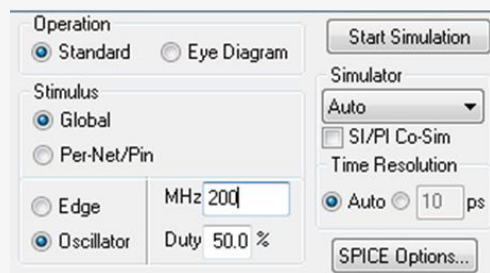 Operation
Standard
Eye Diagram
Start Simulation
Stimulus
Global
Per-Net/Pin
Edge
Oscillator
MHz 200
Duty 50.0 %
Simulator
Auto
SI/PI Co-Sim
Time Resolution
Auto 10 ps
SPICE Options...